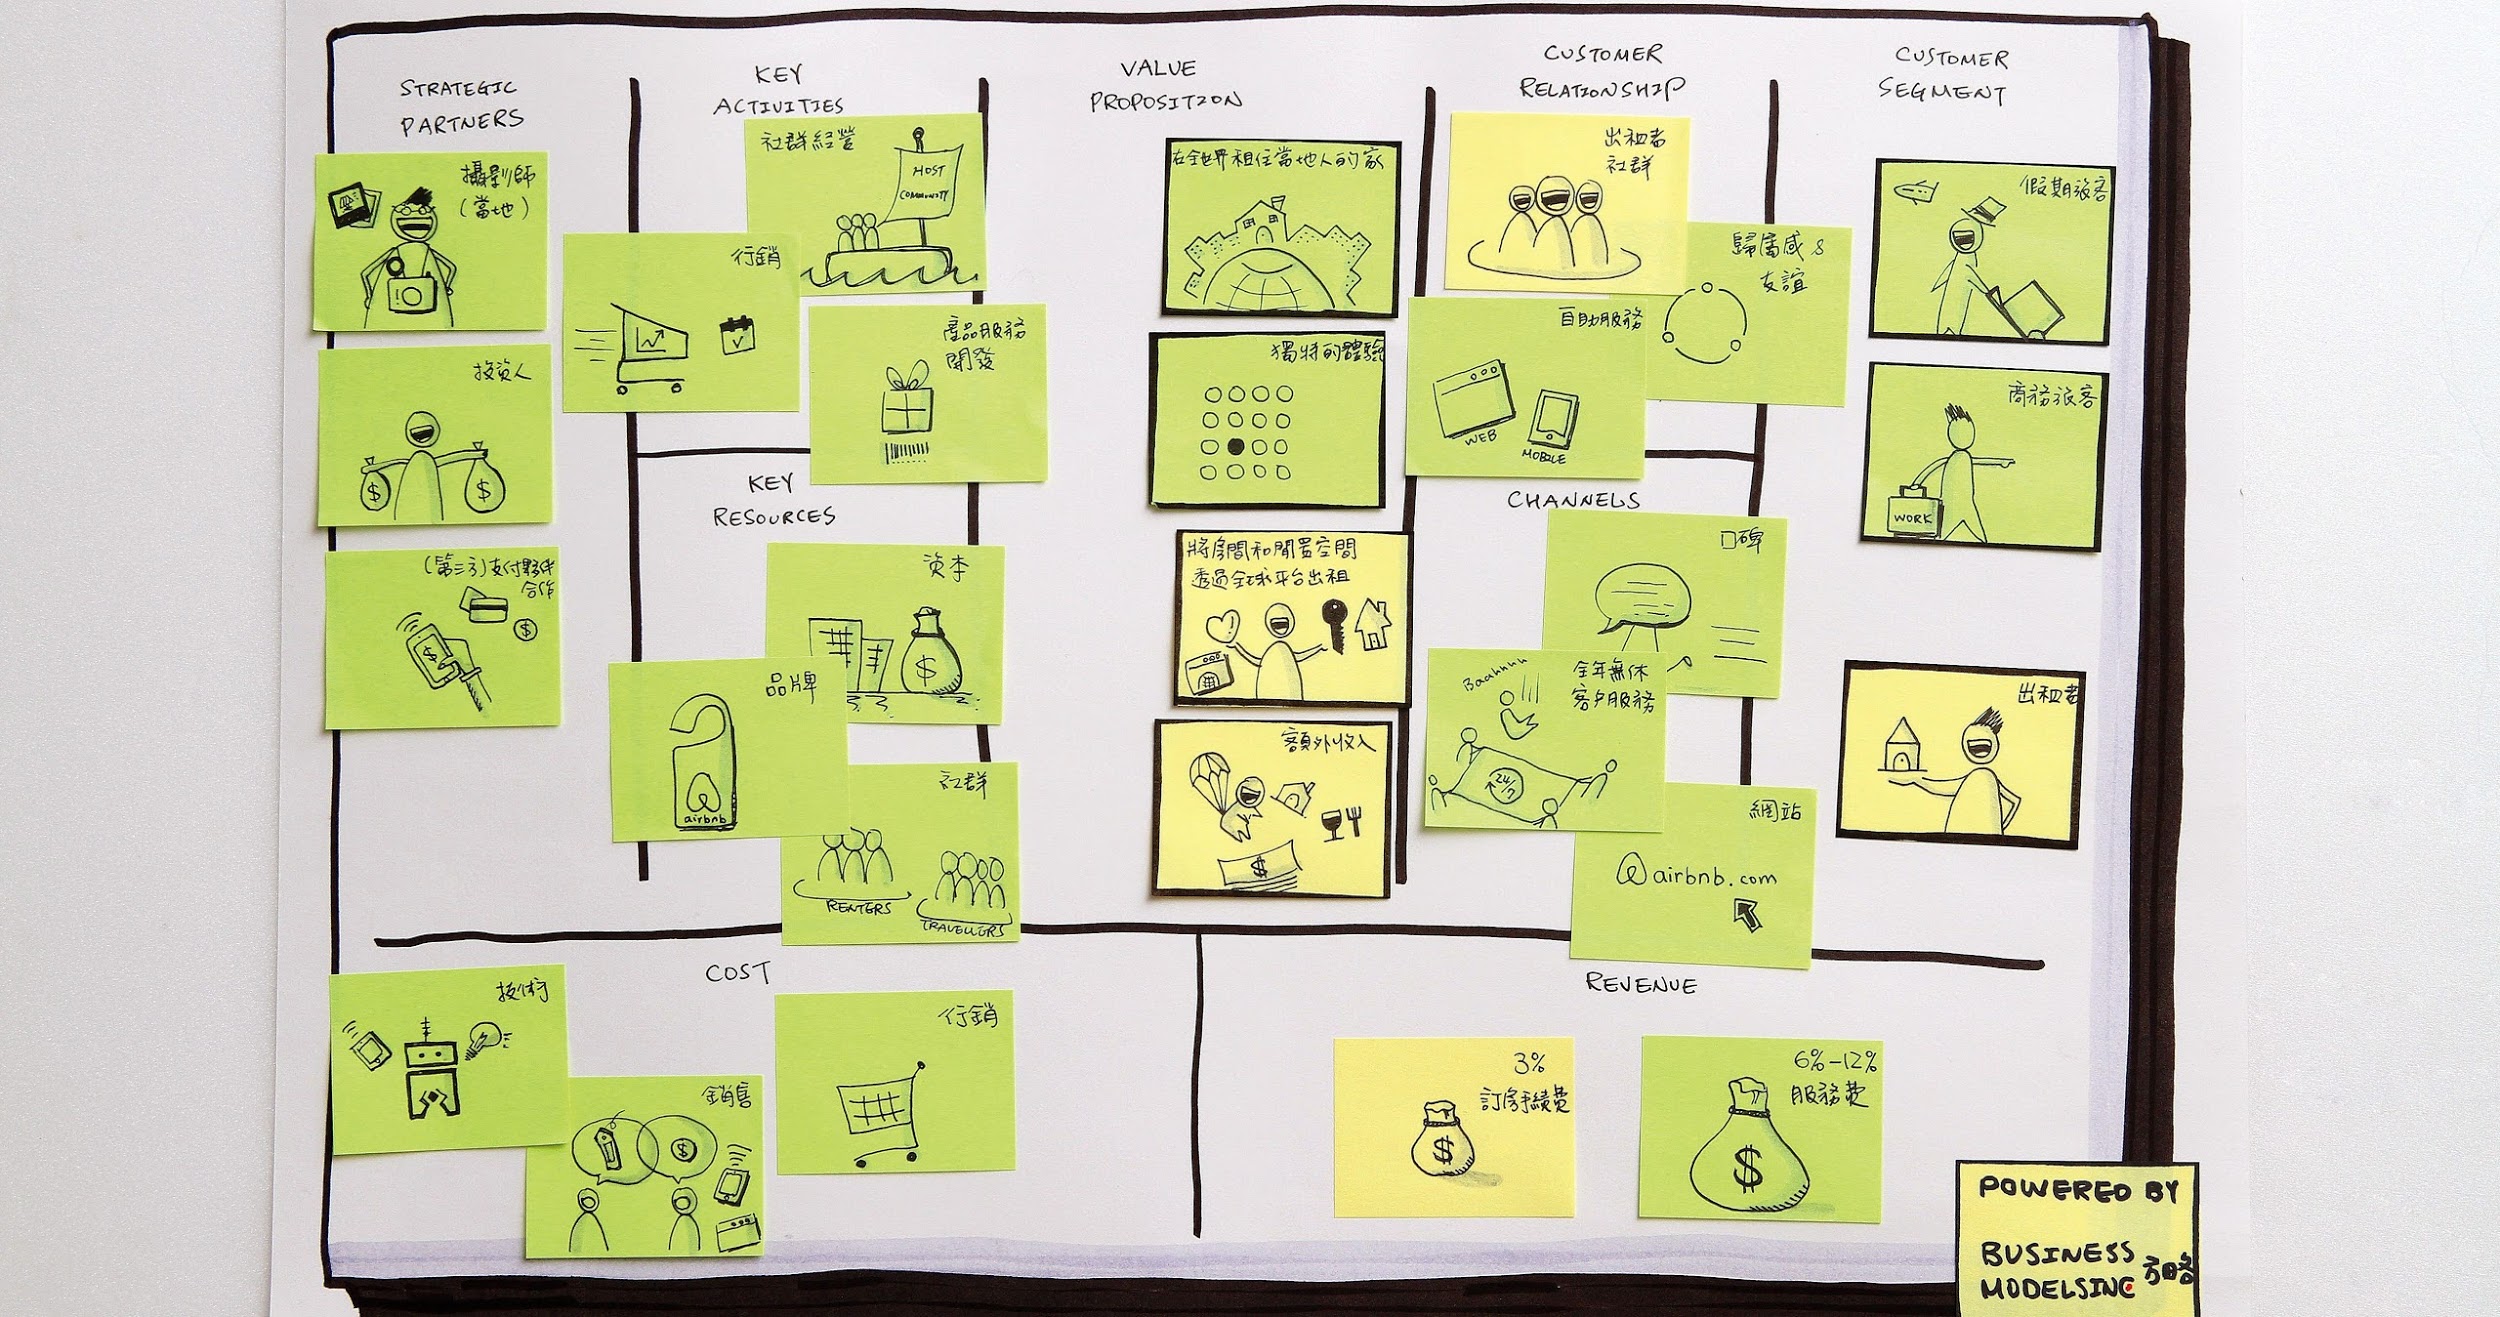 STRATEGIC
PARTNERS
攝影師
(當地)
投資人
(第三方)支付夥伴
合作
$
$
$
$
KEY
ACTIVITIES
社群經營
HOST
COMMUNITY
行銷
產品服務
開發
KEY
RESOURCES
資本
$
品牌
airbnb
社群
RENTERS
TRAVELLERS
VALUE
PROPOSITION
在全世界租住當地人的家
獨特的體驗
將房間和閒置空間
透過全球平台出租
額外收入
$
CUSTOMER
RELATIONSHIP
出租者
社群
歸屬感 &
友誼
自助服務
WEB
MOBILE
CHANNELS
口碑
全年無休
客戶服務
Baahhhh
24/7
網站
airbnb.com
CUSTOMER
SEGMENT
假期旅客
商務旅客
WORK
出租者
COST
技術
銷售
$
行銷
REVENUE
3%
訂房手續費
$
6%-12%
服務費
$
POWERED BY
BUSINESS
MODELSINC
方略